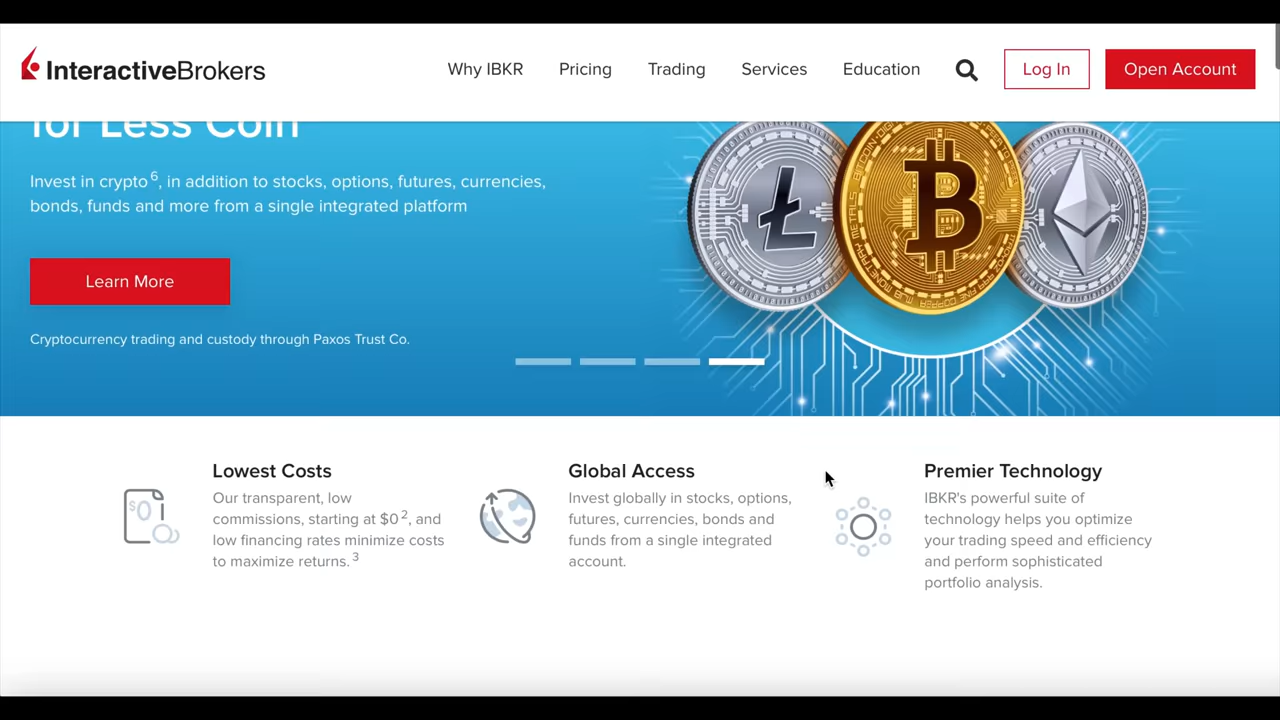 InteractiveBrokers
Why IBKR
Pricing
Trading
Services
Education
Log In
Open Account
for Less Coin
Invest in crypto 6, in addition to stocks, options, futures, currencies,
bonds, funds and more from a single integrated platform
Learn More
Cryptocurrency trading and custody through Paxos Trust Co.
Lowest Costs
Our transparent, low
commissions, starting at $0 2, and
low financing rates minimize costs
to maximize returns. 3
Global Access
Invest globally in stocks, options,
futures, currencies, bonds and
funds from a single integrated
account.
Premier Technology
IBKR's powerful suite of
technology helps you optimize
your trading speed and efficiency
and perform sophisticated
portfolio analysis.